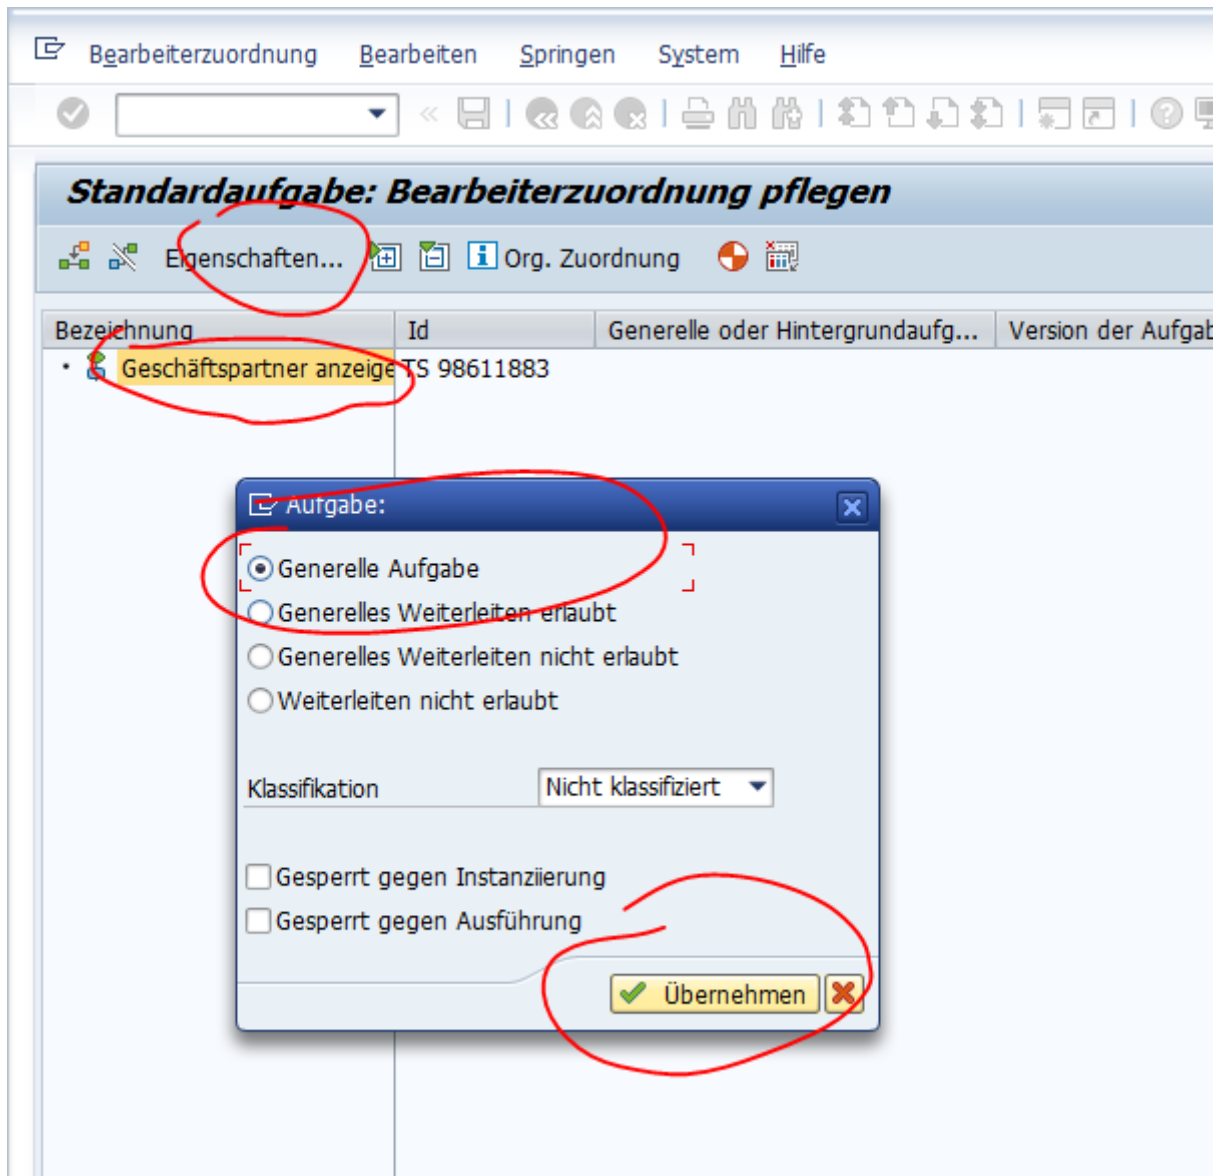 Bearbeiterzuordnung Bearbeiten Springen System Hilfe
Standardaufgabe: Bearbeiterzuordnung pflegen
Eigenschaften... Org. Zuordnung
Bezeichnung Id Generelle oder Hintergrundaufg... Version der Aufgab
Geschäftspartner anzeige TS 98611883
Aufgabe:
Generelle Aufgabe
Generelles Weiterleiten erlaubt
Generelles Weiterleiten nicht erlaubt
Weiterleiten nicht erlaubt
Klassifikation Nicht klassifiziert
Gesperrt gegen Instanziierung
Gesperrt gegen Ausführung
Übernehmen